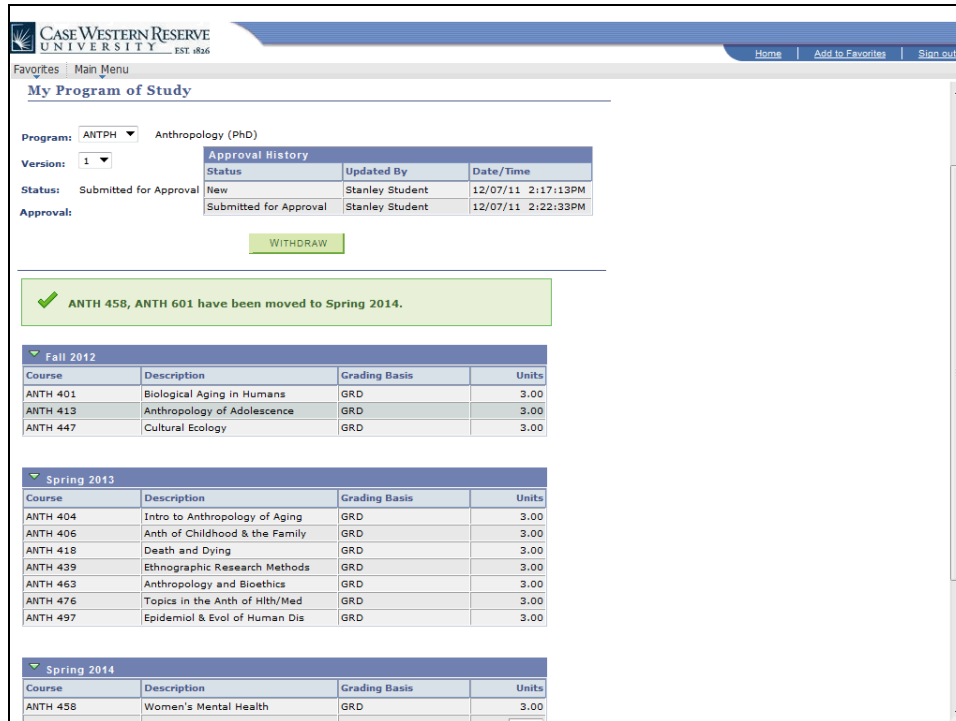 CASE WESTERN RESERVE
UNIVERSITY EST. 1826
Home Add to Favorites Sign out
Favorites Main Menu
My Program of Study
Program: ANTPH Anthropology (PhD)
Version: 1
Approval History
Status Updated By Date/Time
Status: Submitted for Approval New Stanley Student 12/07/11 2:17:13PM
Submitted for Approval Stanley Student 12/07/11 2:22:33PM
Approval:
WITHDRAW
ANTH 458, ANTH 601 have been moved to Spring 2014.
Fall 2012
Course Description Grading Basis Units
ANTH 401 Biological Aging in Humans GRD 3.00
ANTH 413 Anthropology of Adolescence GRD 3.00
ANTH 447 Cultural Ecology GRD 3.00
Spring 2013
Course Description Grading Basis Units
ANTH 404 Intro to Anthropology of Aging GRD 3.00
ANTH 406 Anth of Childhood & the Family GRD 3.00
ANTH 418 Death and Dying GRD 3.00
ANTH 439 Ethnographic Research Methods GRD 3.00
ANTH 463 Anthropology and Bioethics GRD 3.00
ANTH 476 Topics in the Anth of Hlth/Med GRD 3.00
ANTH 497 Epidemiol & Evol of Human Dis GRD 3.00
Spring 2014
Course Description Grading Basis Units
ANTH 458 Women's Mental Health GRD 3.00